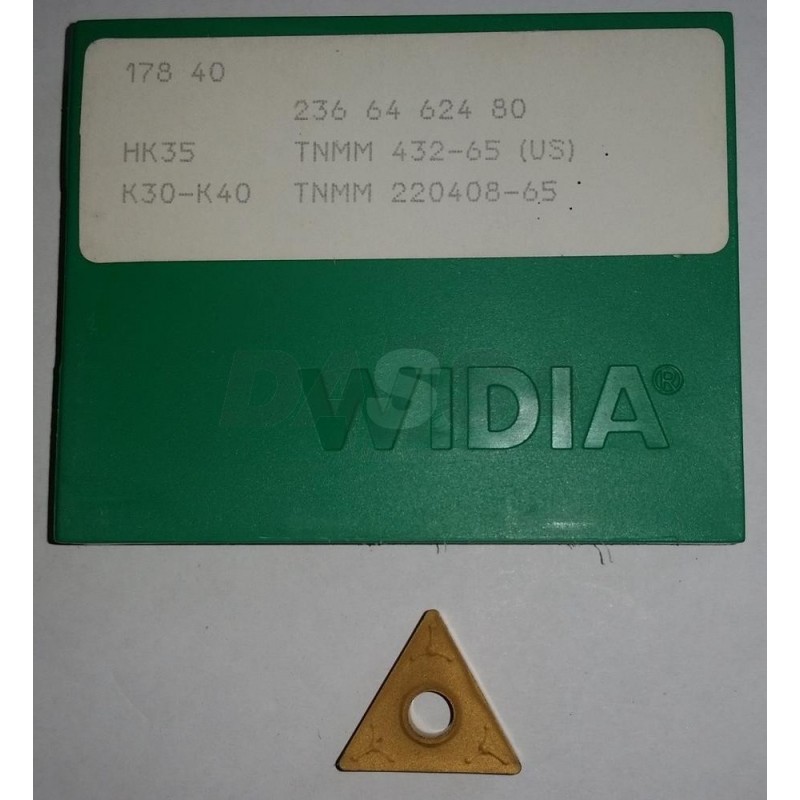 178 40
236 64 624 80
HK35 TNMM 432-65 (US)
K30-K40 TNMM 220408-65
WIDIA®